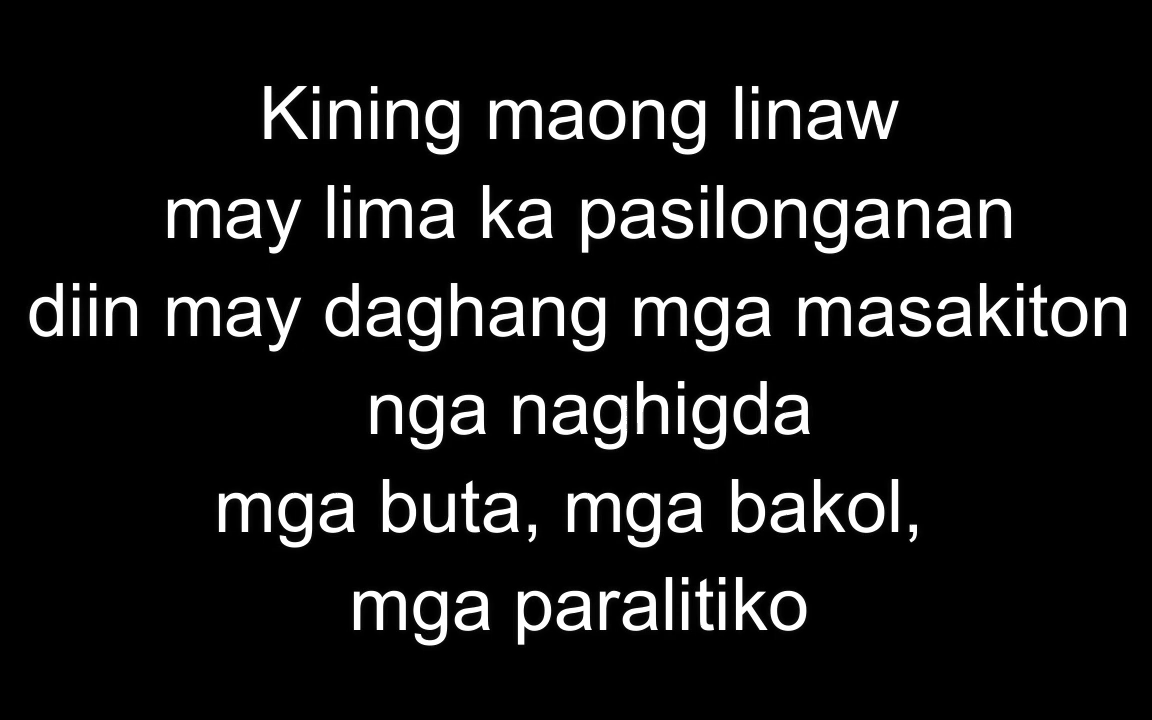 Kining maong linaw
may lima ka pasilonganan
diin may daghang mga masakiton
nga naghigda
mga buta, mga bakol,
mga paralitiko